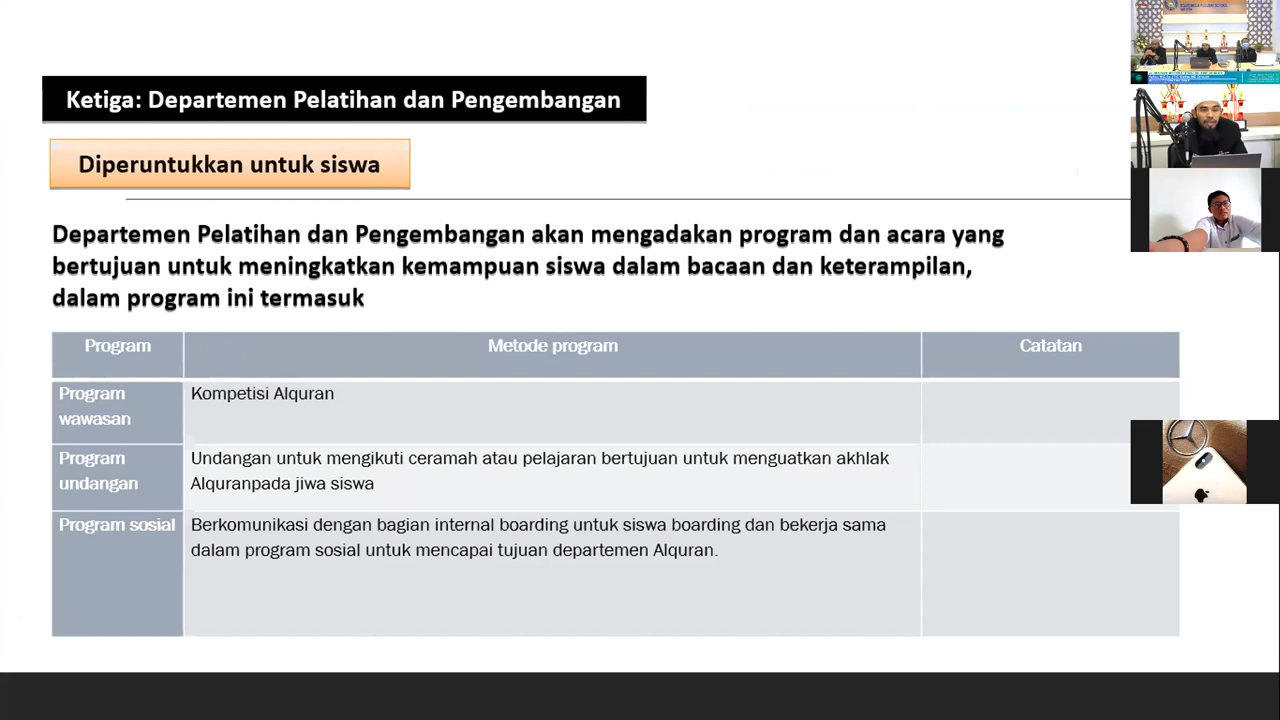 Ketiga: Departemen Pelatihan dan Pengembangan
Diperuntukkan untuk siswa
Departemen Pelatihan dan Pengembangan akan mengadakan program dan acara yang
bertujuan untuk meningkatkan kemampuan siswa dalam bacaan dan keterampilan,
dalam program ini termasuk
Program
Metode program
Catatan
Program
wawasan
Kompetisi Alquran
Program
undangan
Undangan untuk mengikuti ceramah atau pelajaran bertujuan untuk menguatkan akhlak
Alquranpada jiwa siswa
Program sosial
Berkomunikasi dengan bagian internal boarding untuk siswa boarding dan bekerja sama
dalam program sosial untuk mencapai tujuan departemen Alquran.